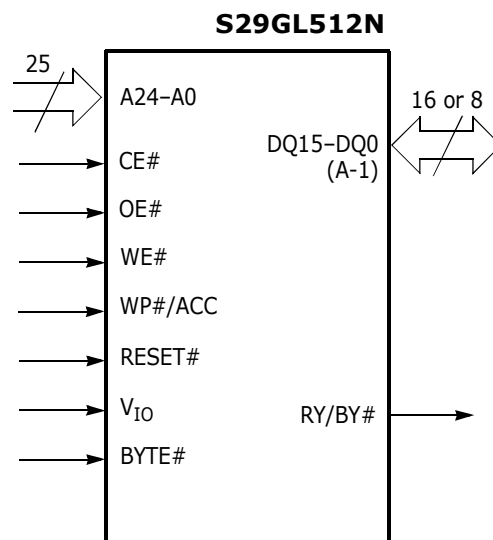 S29GL512N
25
A24–A0
16 or 8
DQ15–DQ0
(A-1)
CE#
OE#
WE#
WP#/ACC
RESET#
VIO
RY/BY#
BYTE#